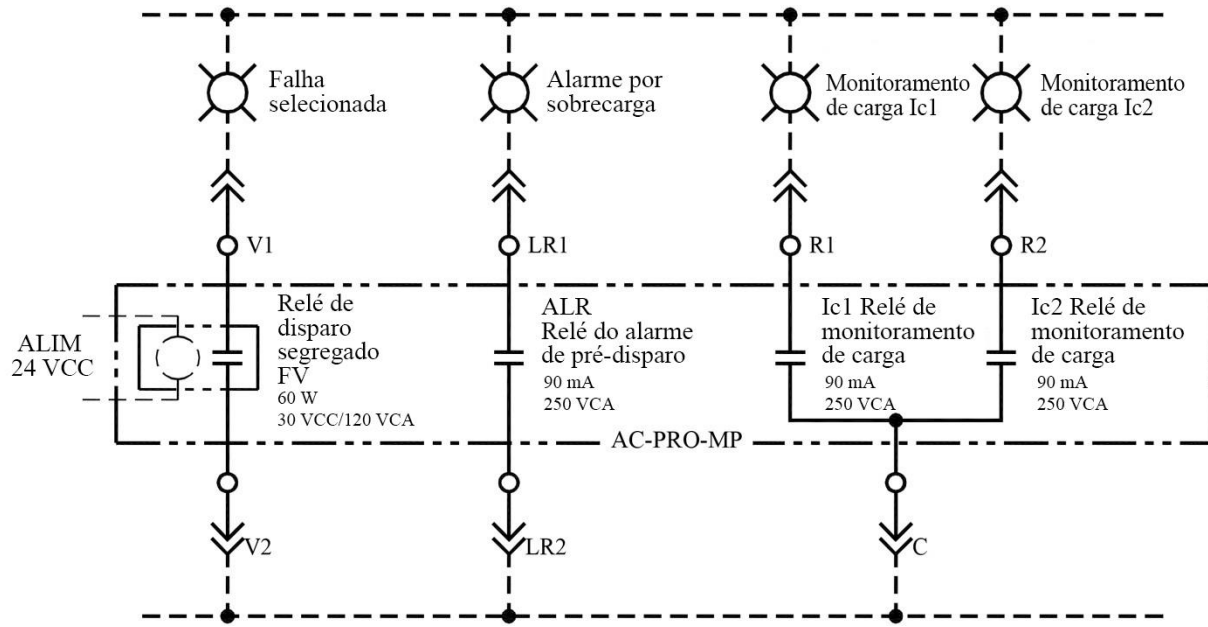 Falha
selecionada
Alarme por
sobrecarga
Monitoramento
de carga Ic1
Monitoramento
de carga Ic2
V1
LR1
R1
R2
ALIM
24 VCC
Relé de
disparo
segregado
FV
60 W
30 VCC/120 VCA
ALR
Relé do alarme
de pré-disparo
90 mA
250 VCA
Ic1 Relé de
monitoramento
de carga
90 mA
250 VCA
Ic2 Relé de
monitoramento
de carga
90 mA
250 VCA
AC-PRO-MP
V2
LR2
C